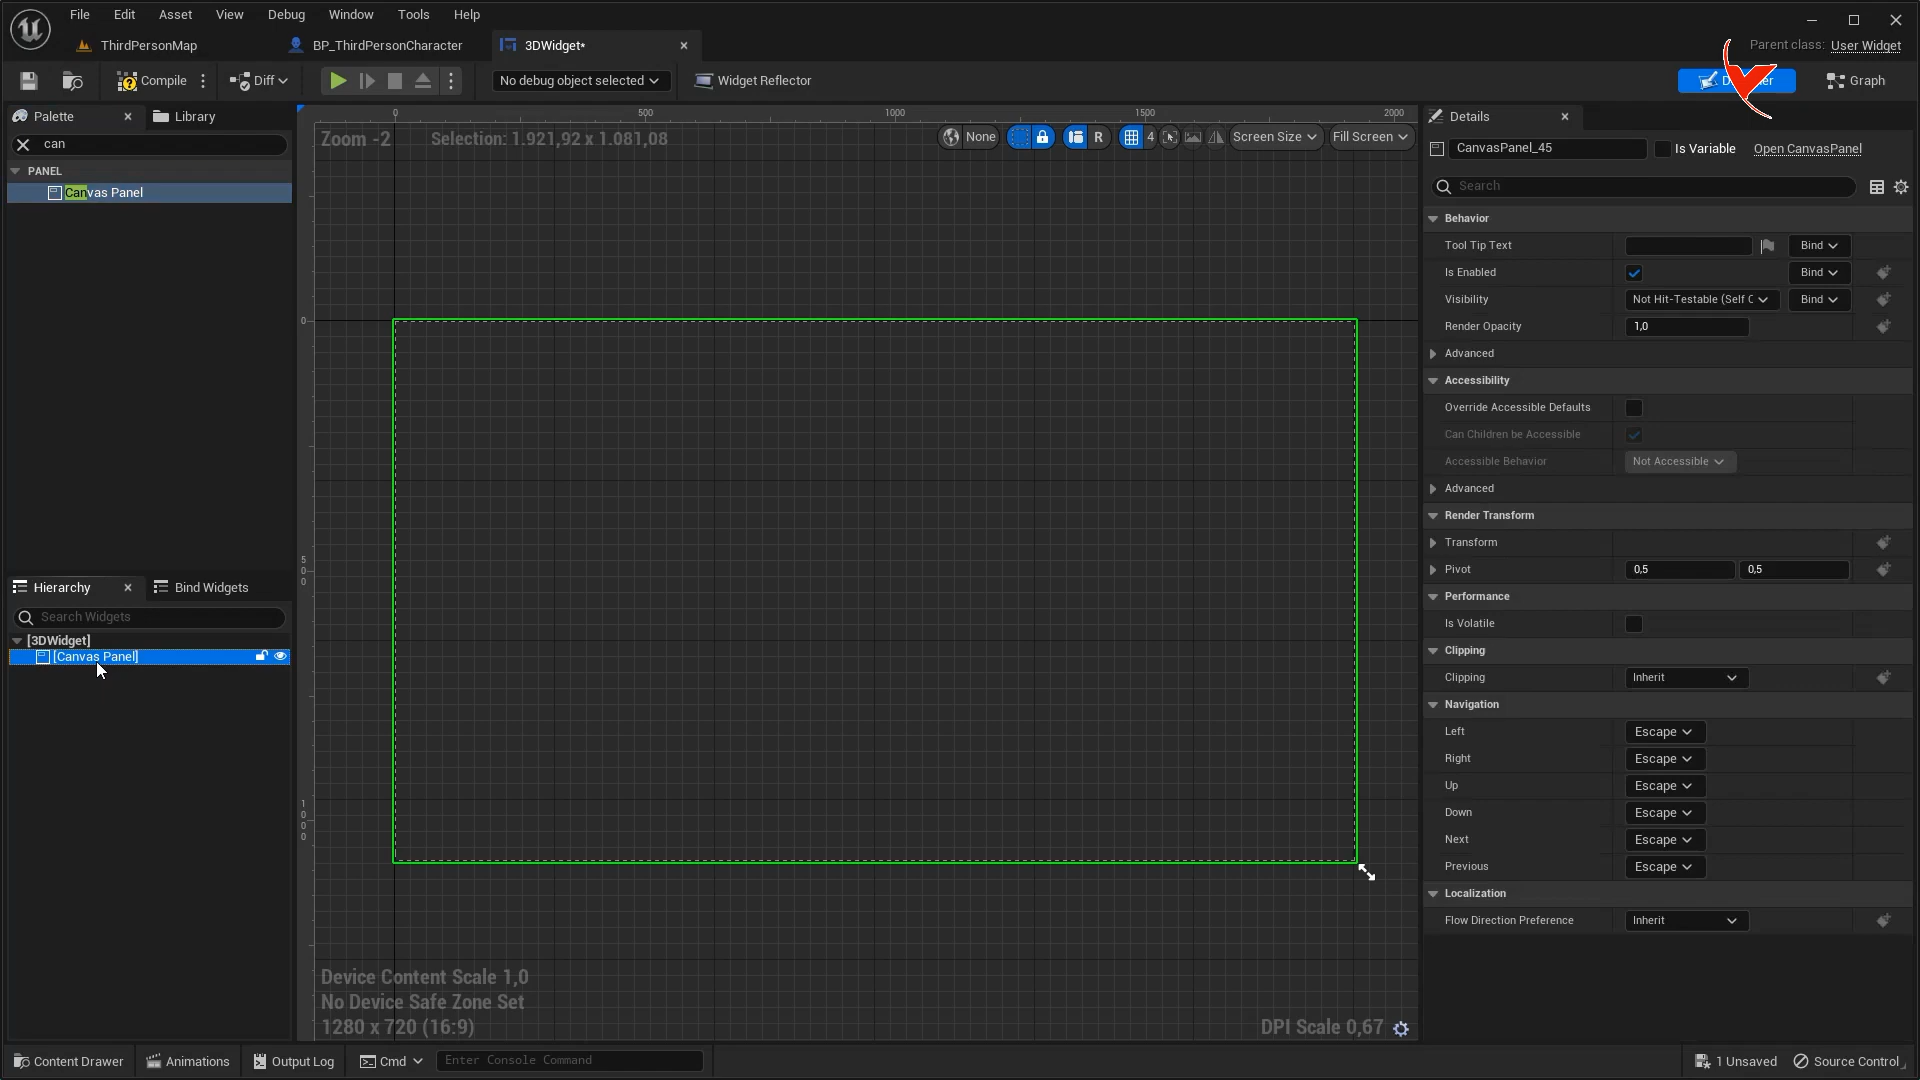 File Edit Asset View Debug Window Tools Help
ThirdPersonMap BP_ThirdPersonCharacter 3DWidget•
Parent class: User Widget
Compile Diff No debug object selected Widget Reflector
Graph
Palette Library
can
PANEL
Canvas Panel
Hierarchy Bind Widgets
Search Widgets
[3DWidget]
[Canvas Panel]
0 500 1000 1500 2000
Zoom -2 Selection: 1.921,92 x 1.081,08
None R 4 Screen Size Fill Screen
0
500
1000
Device Content Scale 1,0
No Device Safe Zone Set
1280 x 720 (16:9)
DPI Scale 0,67
Details
CanvasPanel_45 Is Variable Open CanvasPanel
Search
Behavior
Tool Tip Text Bind
Is Enabled Bind
Visibility Not Hit-Testable (Self C Bind
Render Opacity 1,0
Advanced
Accessibility
Override Accessible Defaults
Can Children be Accessible
Accessible Behavior Not Accessible
Advanced
Render Transform
Transform
Pivot 0,5 0,5
Performance
Is Volatile
Clipping
Clipping Inherit
Navigation
Left Escape
Right Escape
Up Escape
Down Escape
Next Escape
Previous Escape
Localization
Flow Direction Preference Inherit
Content Drawer Animations Output Log Cmd Enter Console Command
1 Unsaved Source Control